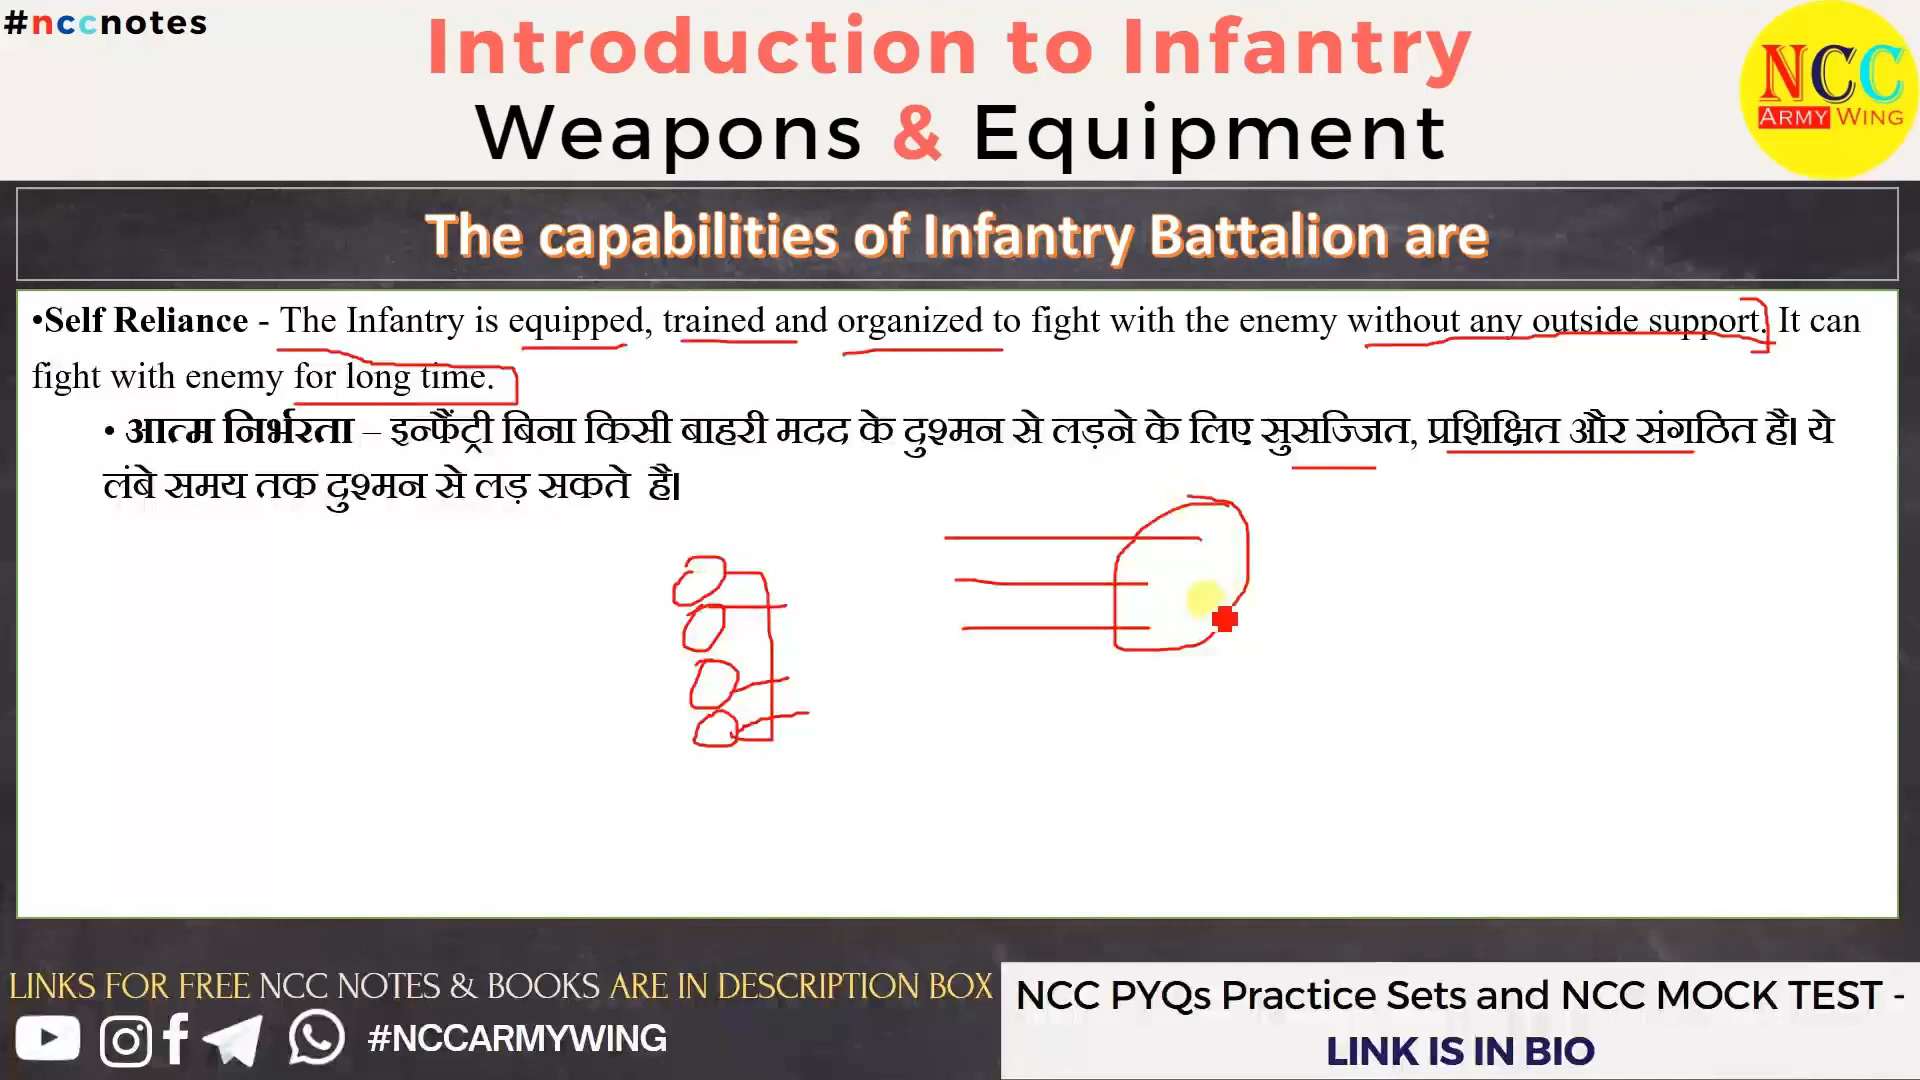 #nccnotes
Introduction to Infantry
Weapons & Equipment
NCC
ARMY WING
The capabilities of Infantry Battalion are
•Self Reliance - The Infantry is equipped, trained and organized to fight with the enemy without any outside support. It can
fight with enemy for long time.
• आत्म निर्भरता – इन्फैंट्री बिना किसी बाहरी मदद के दुश्मन से लड़ने के लिए सुसज्जित, प्रशिक्षित और संगठित है। ये
लंबे समय तक दुश्मन से लड़ सकते है।
LINKS FOR FREE NCC NOTES & BOOKS ARE IN DESCRIPTION BOX
#NCCARMYWING
NCC PYQs Practice Sets and NCC MOCK TEST -
LINK IS IN BIO